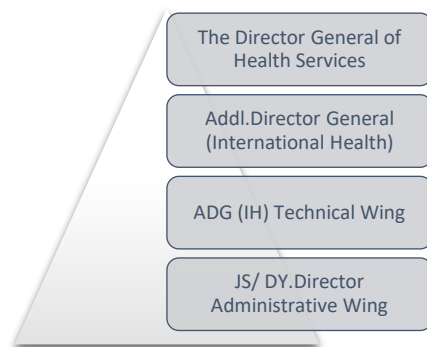 The Director General of
Health Services
Addl.Director General
(International Health)
ADG (IH) Technical Wing
JS/ DY.Director
Administrative Wing